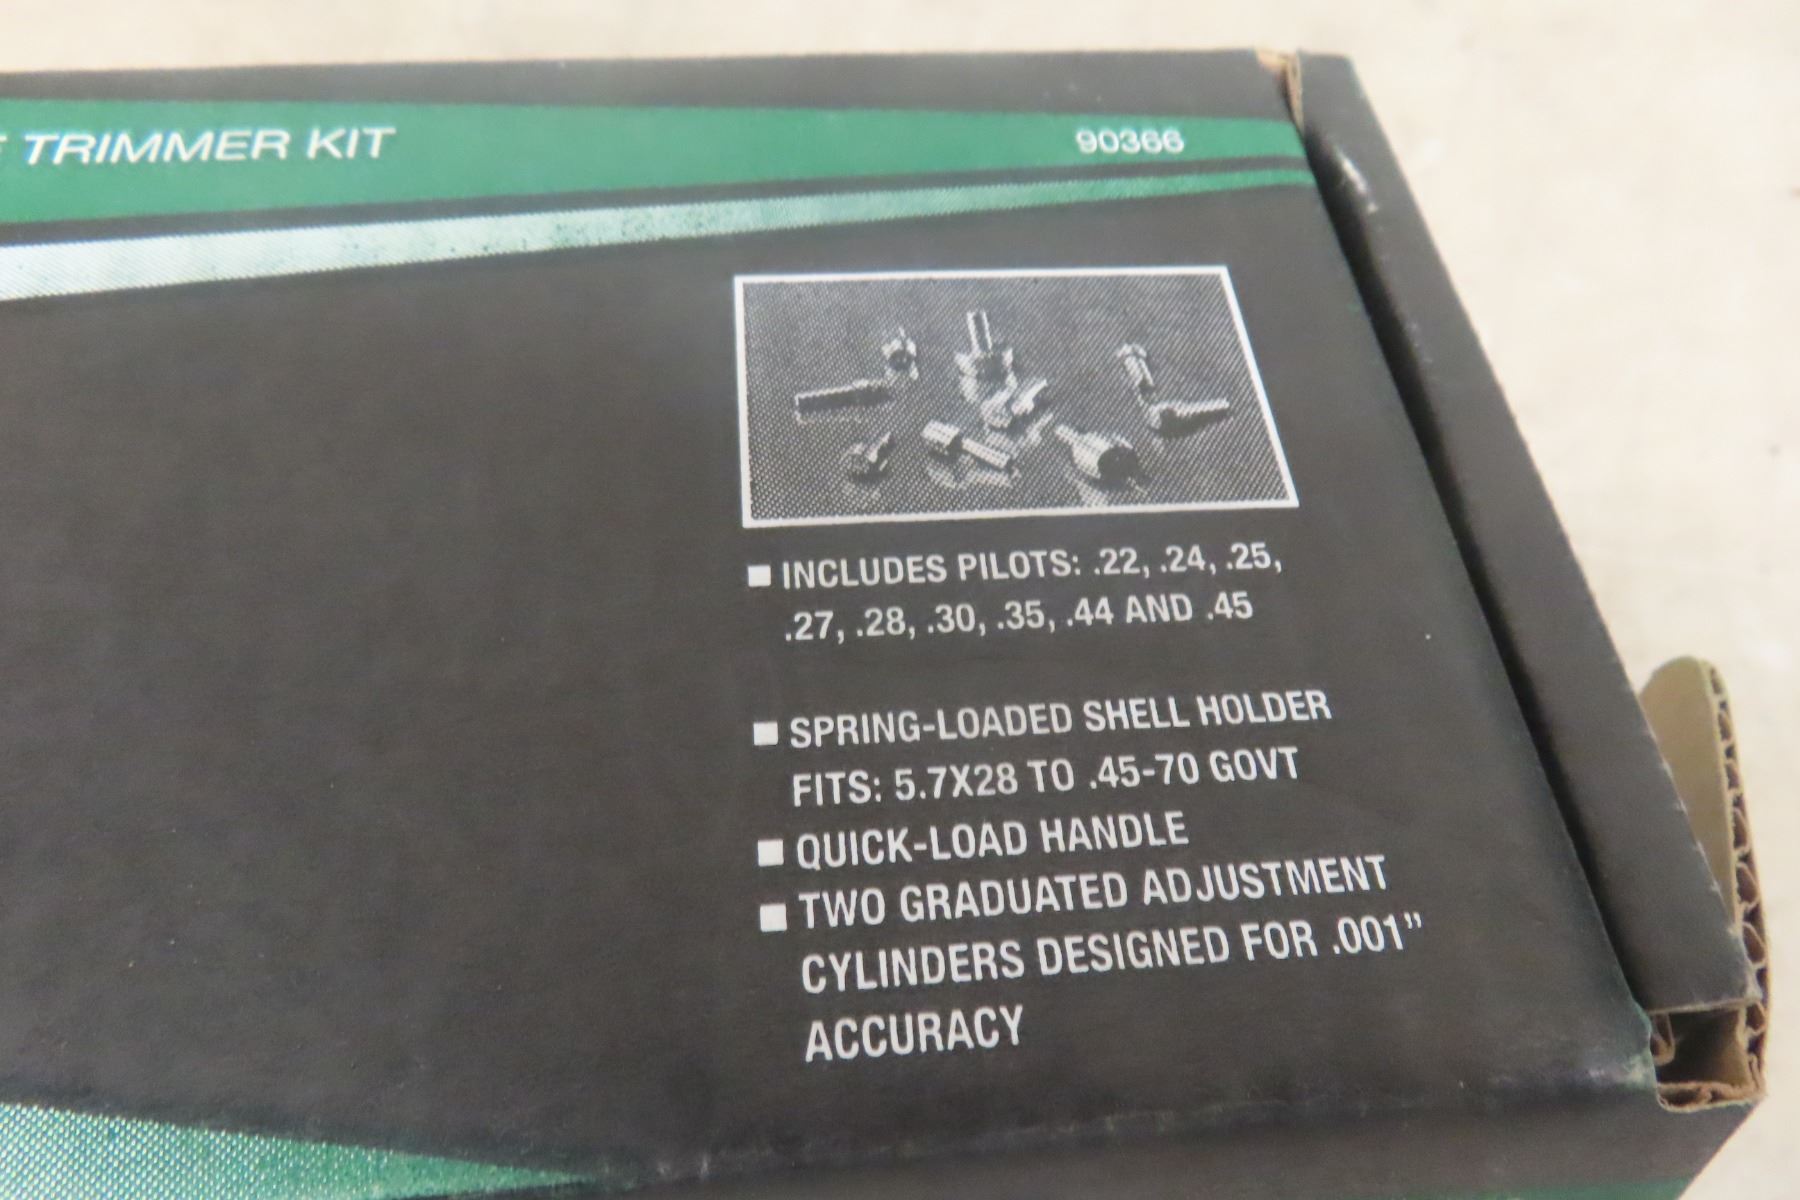 TRIMMER KIT 90366
INCLUDES PILOTS: .22, .24, .25,
.27, .28, .30, .35, .44 AND .45
SPRING-LOADED SHELL HOLDER
FITS: 5.7X28 TO .45-70 GOVT
QUICK-LOAD HANDLE
TWO GRADUATED ADJUSTMENT
CYLINDERS DESIGNED FOR .001”
ACCURACY